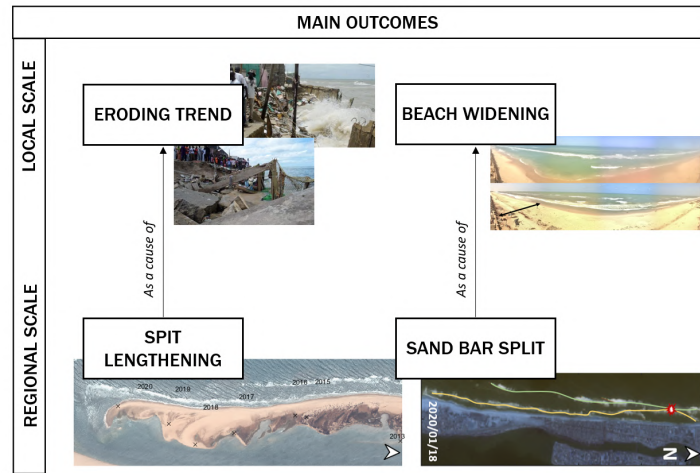 MAIN OUTCOMES
LOCAL SCALE
ERODING TREND
BEACH WIDENING
As a cause of
As a cause of
REGIONAL SCALE
SPIT
LENGTHENING
SAND BAR SPLIT
2020
2019
2018
2017
2016
2015
2013
2020/01/18
N